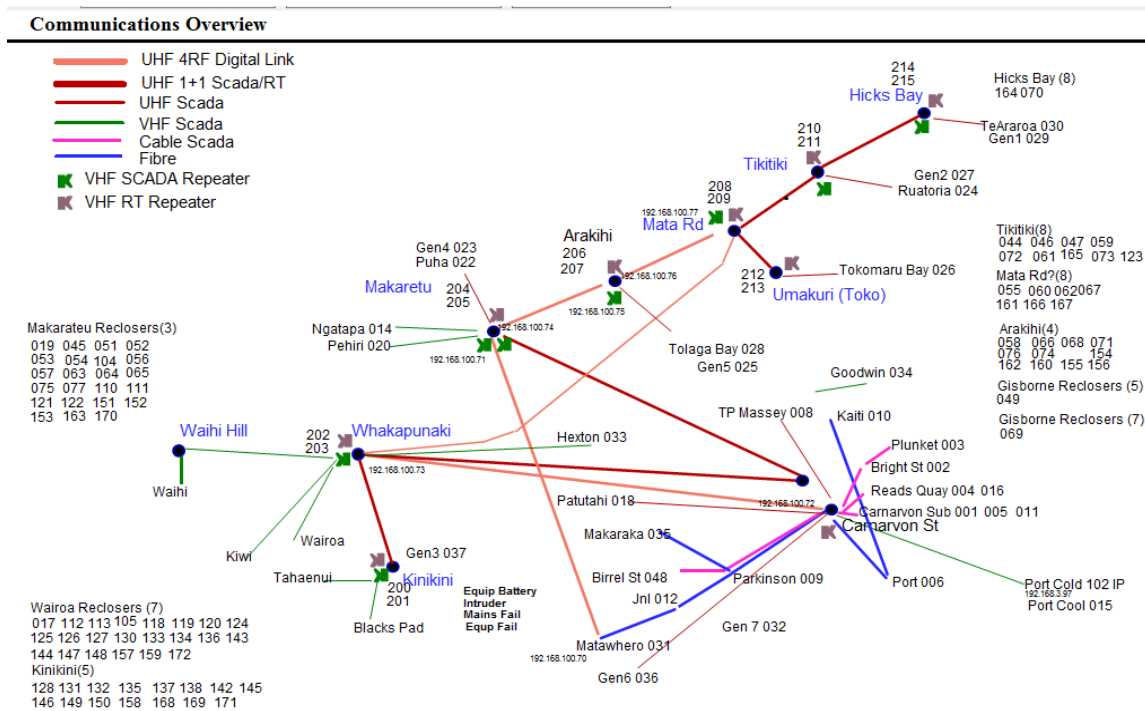 Communications Overview
UHF 4RF Digital Link
UHF 1+1 Scada/RT
UHF Scada
VHF Scada
Cable Scada
Fibre
VHF SCADA Repeater
VHF RT Repeater
214
215
Hicks Bay
Hicks Bay (8)
164 070
TeAraroa 030
Gen1 029
210
211
Tikitiki
Gen2 027
Ruatoria 024
208
209
192.168.100.77
Mata Rd
Tikitiki(8)
044 046 047 059
072 061 165 073 123
Mata Rd?(8)
055 060 062 067
161 166 167
Arakihi
206
207
192.168.100.76
192.168.100.75
212
213
Tokomaru Bay 026
Umakuri (Toko)
Gen4 023
Puha 022
Makaretu
204
205
192.168.100.74
Ngatapa 014
Pehiri 020
192.168.100.71
Tolaga Bay 028
Gen5 025
Arakihi(4)
058 066 068 071
076 074 154
162 160 155 156
Gisborne Reclosers (5)
049
Gisborne Reclosers (7)
069
Makarateu Reclosers(3)
019 045 051 052
053 054 104 056
057 063 064 065
075 077 110 111
121 122 151 152
153 163 170
Goodwin 034
TP Massey 008
Kaiti 010
Plunket 003
Bright St 002
Reads Quay 004 016
Carnarvon Sub 001 005 011
Carnarvon St
Waihi Hill
Waihi
202
203
Whakapunaki
192.168.100.73
Hexton 033
192.168.100.72
Patutahi 018
Makaraka 035
Birrel St 048
Parkinson 009
Port 006
Jnl 012
Kiwi
Wairoa
Gen3 037
Tahaenui
Kinikini
200
201
Blacks Pad
Equip Battery
Intruder
Mains Fail
Equp Fail
Gen 7 032
Matawhero 031
192.168.100.70
Gen6 036
Port Cold 102 IP
192.168.3.97
Port Cool 015
Wairoa Reclosers (7)
017 112 113 105 118 119 120 124
125 126 127 130 133 134 136 143
144 147 148 157 159 172
Kinikini(5)
128 131 132 135 137 138 142 145
146 149 150 158 168 169 171